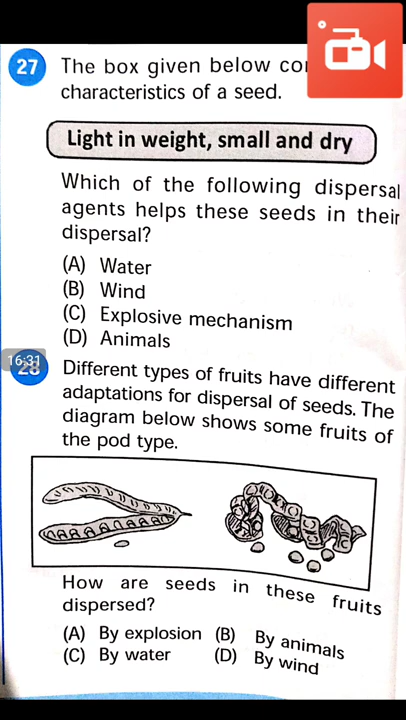 27 The box given below
characteristics of a seed.
Light in weight, small and dry
Which of the following dispersal
agents helps these seeds in their
dispersal?
(A) Water
(B) Wind
(C) Explosive mechanism
(D) Animals
16:31
28 Different types of fruits have different
adaptations for dispersal of seeds. The
diagram below shows some fruits of
the pod type.
How are seeds in these fruits
dispersed?
(A) By explosion (B) By animals
(C) By water (D) By wind